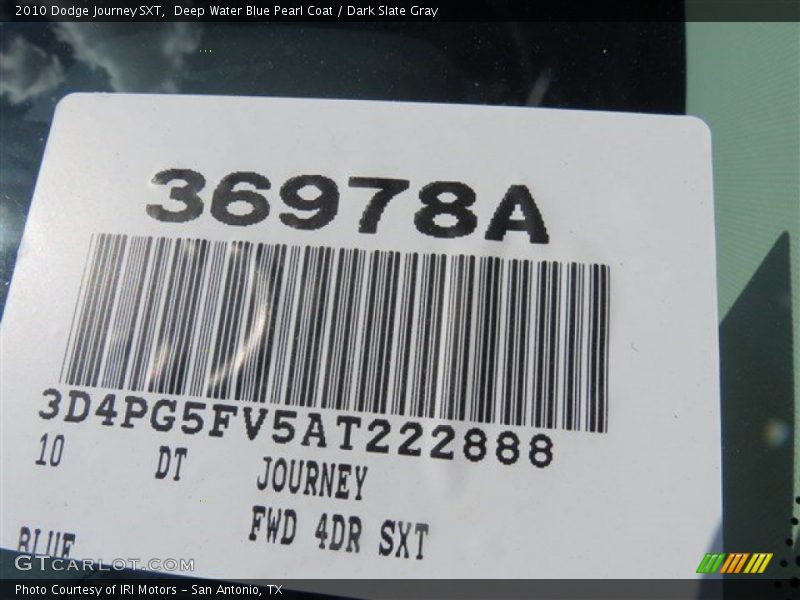 2010 Dodge Journey SXT, Deep Water Blue Pearl Coat / Dark Slate Gray
36978A
3D4PG5FV5AT222888
10 DT JOURNEY
FWD 4DR SXT
BLUE
GTCARLOT.COM
Photo Courtesy of IRI Motors - San Antonio, TX